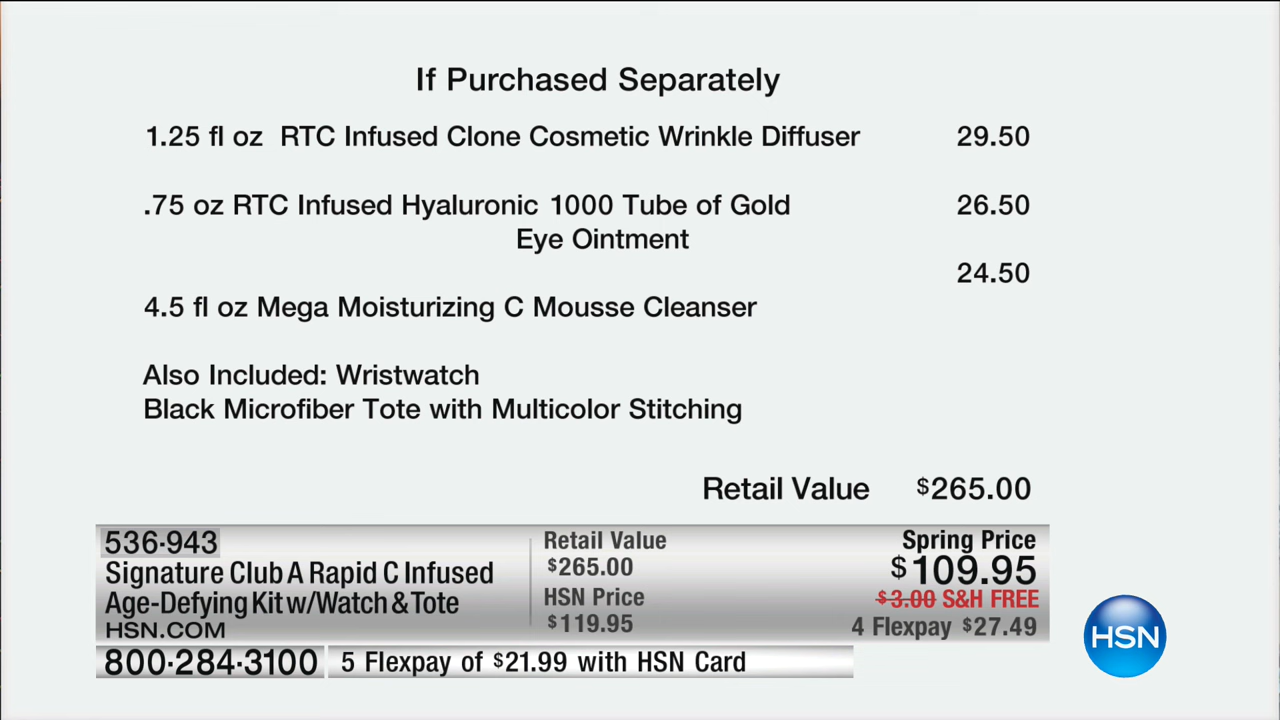 If Purchased Separately
1.25 fl oz RTC Infused Clone Cosmetic Wrinkle Diffuser 29.50
.75 oz RTC Infused Hyaluronic 1000 Tube of Gold 26.50
Eye Ointment
24.50
4.5 fl oz Mega Moisturizing C Mousse Cleanser
Also Included: Wristwatch
Black Microfiber Tote with Multicolor Stitching
Retail Value $265.00
536-943
Signature Club A Rapid C Infused
Age-Defying Kit w/Watch & Tote
HSN.COM
Retail Value
$265.00
HSN Price
$119.95
Spring Price
$109.95
$3.00 S&H FREE
4 Flexpay $27.49
800-284-3100
5 Flexpay of $21.99 with HSN Card
HSN